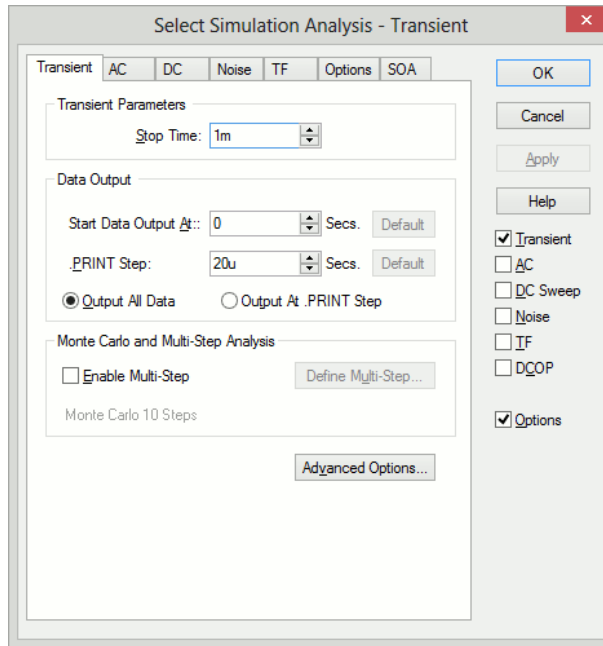 Select Simulation Analysis - Transient
Transient AC DC Noise TF Options SOA
Transient Parameters
Stop Time: 1m
Data Output
Start Data Output At:: 0 Secs. Default
.PRINT Step: 20u Secs. Default
Output All Data Output At .PRINT Step
Monte Carlo and Multi-Step Analysis
Enable Multi-Step Define Multi-Step...
Monte Carlo 10 Steps
Advanced Options...
OK
Cancel
Apply
Help
Transient
AC
DC Sweep
Noise
TF
DCOP
Options